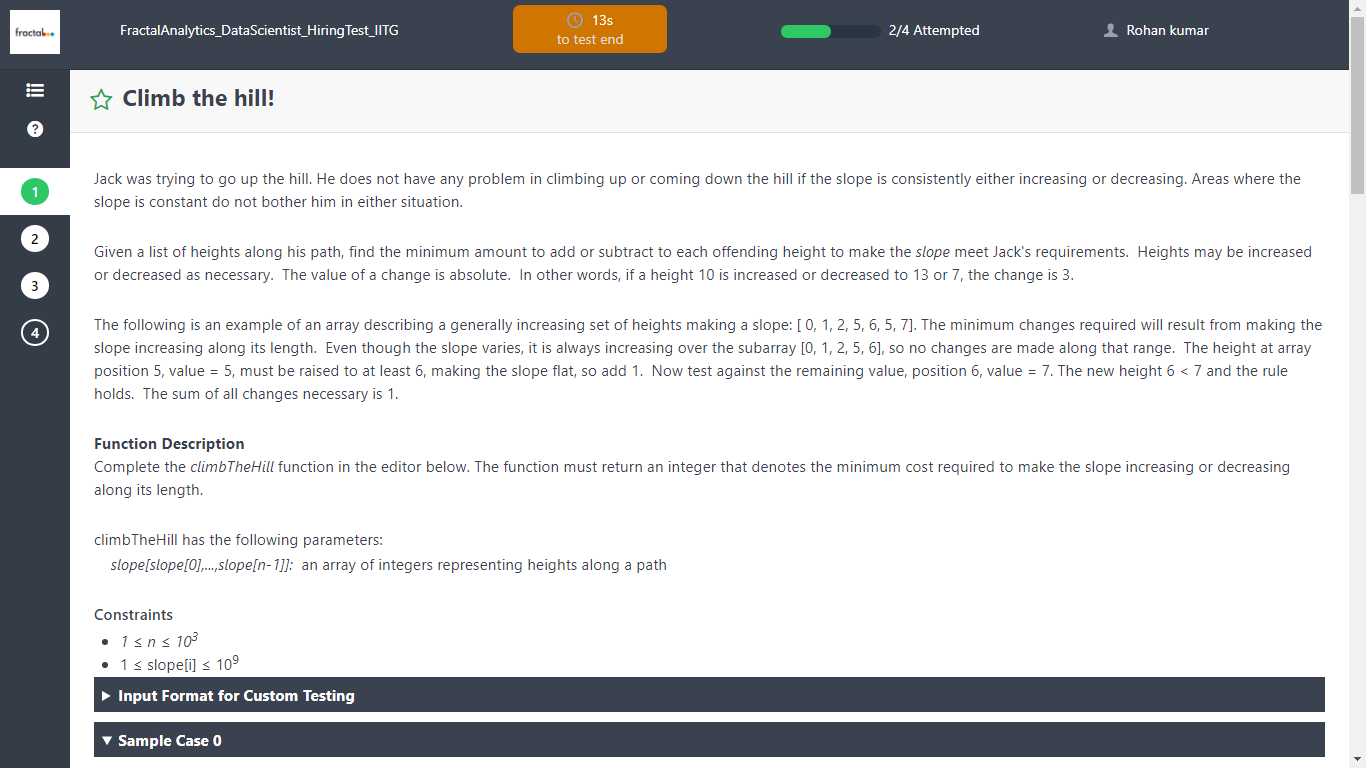 fractal
FractalAnalytics_DataScientist_HiringTest_IITG
13s
to test end
2/4 Attempted
Rohan kumar
?
Climb the hill!
1
2
3
4
Jack was trying to go up the hill. He does not have any problem in climbing up or coming down the hill if the slope is consistently either increasing or decreasing. Areas where the
slope is constant do not bother him in either situation.
Given a list of heights along his path, find the minimum amount to add or subtract to each offending height to make the slope meet Jack's requirements. Heights may be increased
or decreased as necessary. The value of a change is absolute. In other words, if a height 10 is increased or decreased to 13 or 7, the change is 3.
The following is an example of an array describing a generally increasing set of heights making a slope: [ 0, 1, 2, 5, 6, 5, 7]. The minimum changes required will result from making the
slope increasing along its length. Even though the slope varies, it is always increasing over the subarray [0, 1, 2, 5, 6], so no changes are made along that range. The height at array
position 5, value = 5, must be raised to at least 6, making the slope flat, so add 1. Now test against the remaining value, position 6, value = 7. The new height 6 < 7 and the rule
holds. The sum of all changes necessary is 1.
Function Description
Complete the climbTheHill function in the editor below. The function must return an integer that denotes the minimum cost required to make the slope increasing or decreasing
along its length.
climbTheHill has the following parameters:
slope[slope[0],...,slope[n-1]]: an array of integers representing heights along a path
Constraints
• 1 ≤ n ≤ 10³
• 1 ≤ slope[i] ≤ 10⁹
Input Format for Custom Testing
Sample Case 0